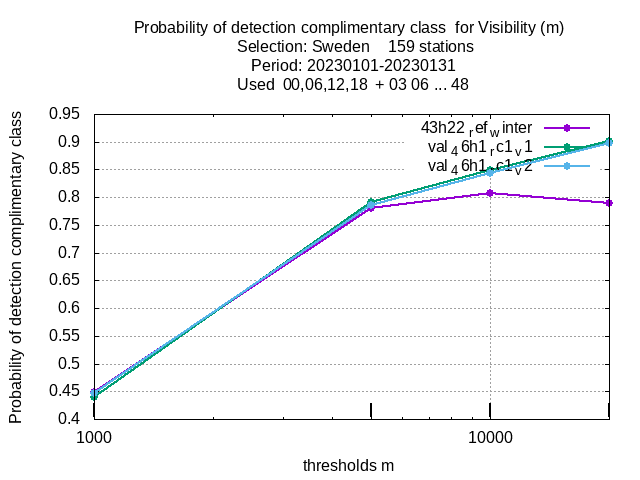 Probability of detection complimentary class for Visibility (m)
Selection: Sweden 159 stations
Period: 20230101-20230131
Used 00,06,12,18 + 03 06 ... 48
Probability of detection complimentary class
0.95
0.9
0.85
0.8
0.75
0.7
0.65
0.6
0.55
0.5
0.45
0.4
43h22_ref_winter
val_46h1_rc1_v1
val_46h1_rc1_v2
1000
10000
thresholds m